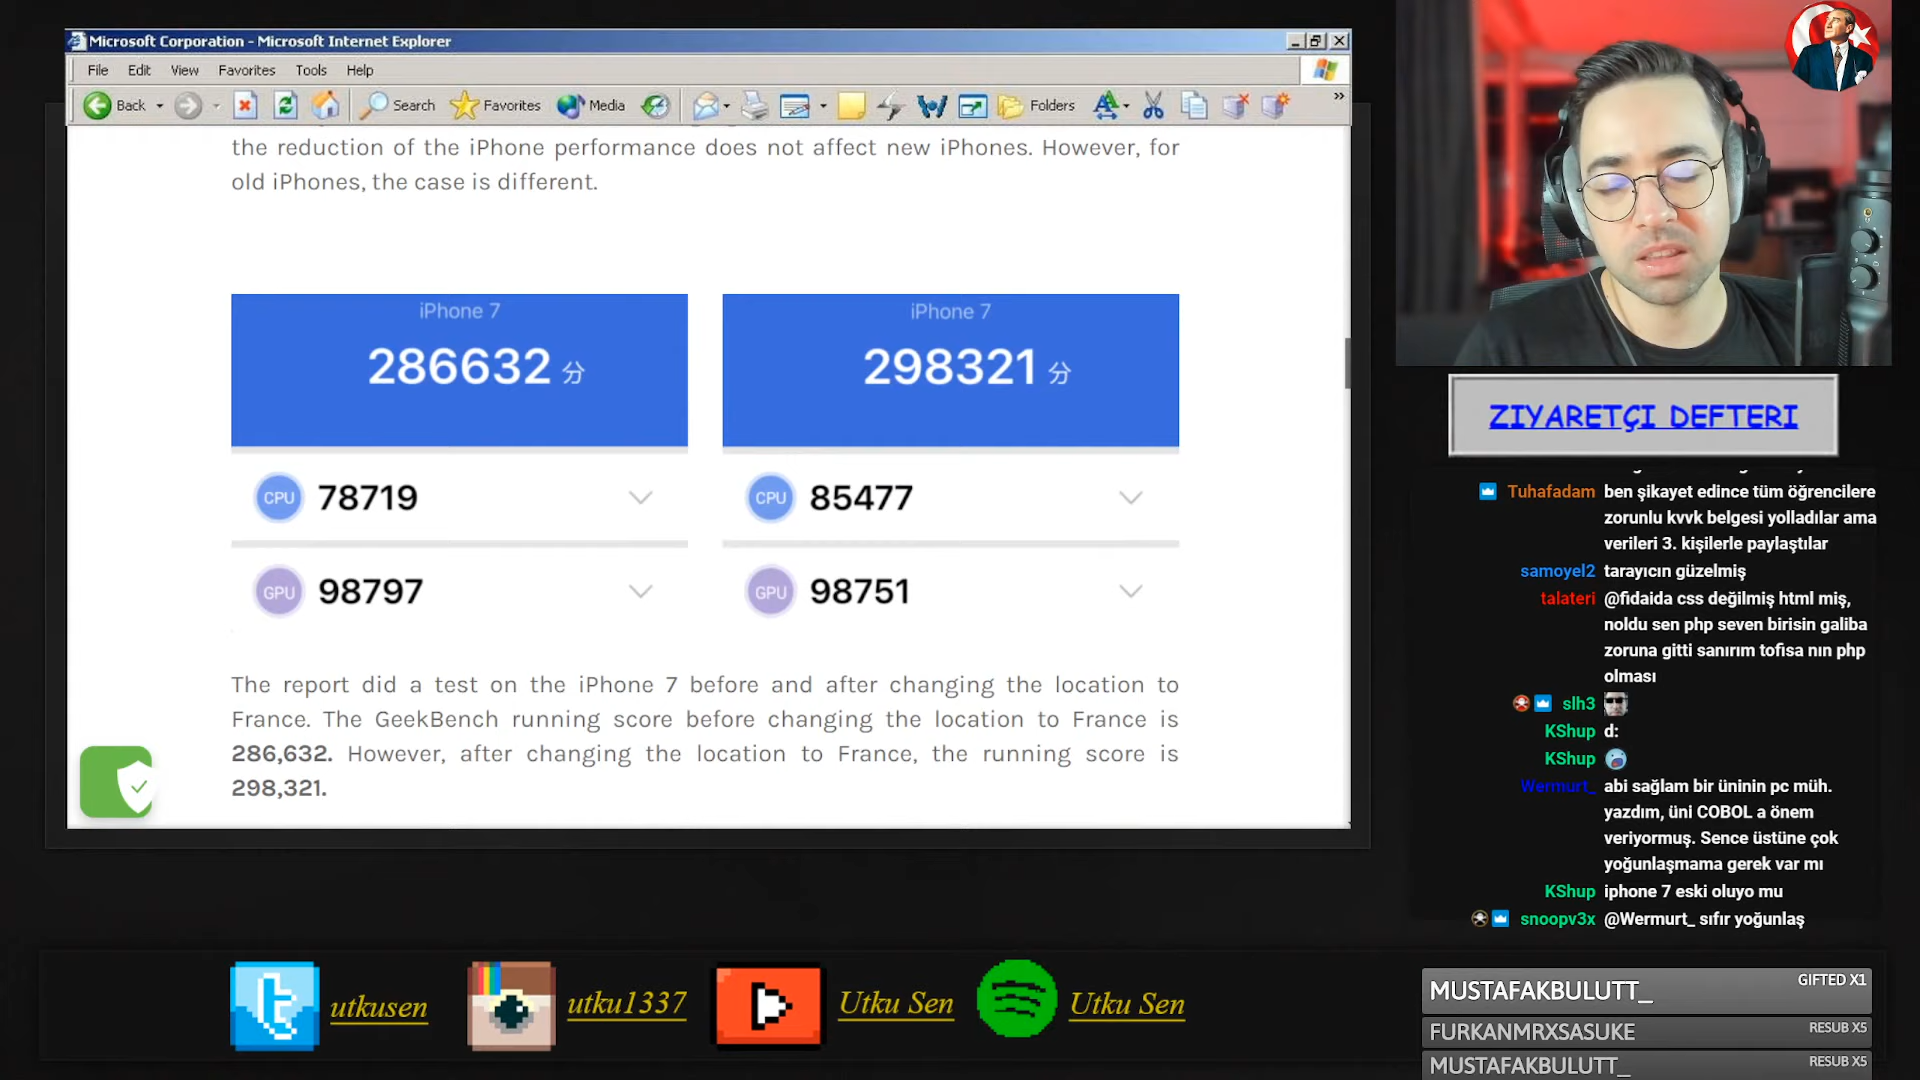 Microsoft Corporation - Microsoft Internet Explorer
File Edit View Favorites Tools Help
Back Search Favorites Media Folders »
the reduction of the iPhone performance does not affect new iPhones. However, for
old iPhones, the case is different.
iPhone 7
286632 分
CPU 78719
GPU 98797
iPhone 7
298321 分
CPU 85477
GPU 98751
The report did a test on the iPhone 7 before and after changing the location to
France. The GeekBench running score before changing the location to France is
286,632. However, after changing the location to France, the running score is
298,321.
ZIYARETÇI DEFTERI
Tuhafadam ben şikayet edince tüm öğrencilere
zorunlu kvvk belgesi yolladılar ama
verileri 3. kişilerle paylaştılar
samoyel2 tarayıcın güzelmiş
talateri @fidaida css değilmiş html miş,
noldu sen php seven birisin galiba
zoruna gitti sanırım tofisa nın php
olması
slh3
KShup d:
KShup
Wermurt_ abi sağlam bir üninin pc müh.
yazdım, üni COBOL a önem
veriyormuş. Sence üstüne çok
yoğunlaşmama gerek var mı
KShup iphone 7 eski oluyo mu
snoopv3x @Wermurt_ sıfır yoğunlaş
utkusen
utku1337
Utku Sen
Utku Sen
MUSTAFAKBULUTT_ GIFTED X1
FURKANMRXSASUKE RESUB X5
MUSTAFAKBULUTT_ RESUB X5